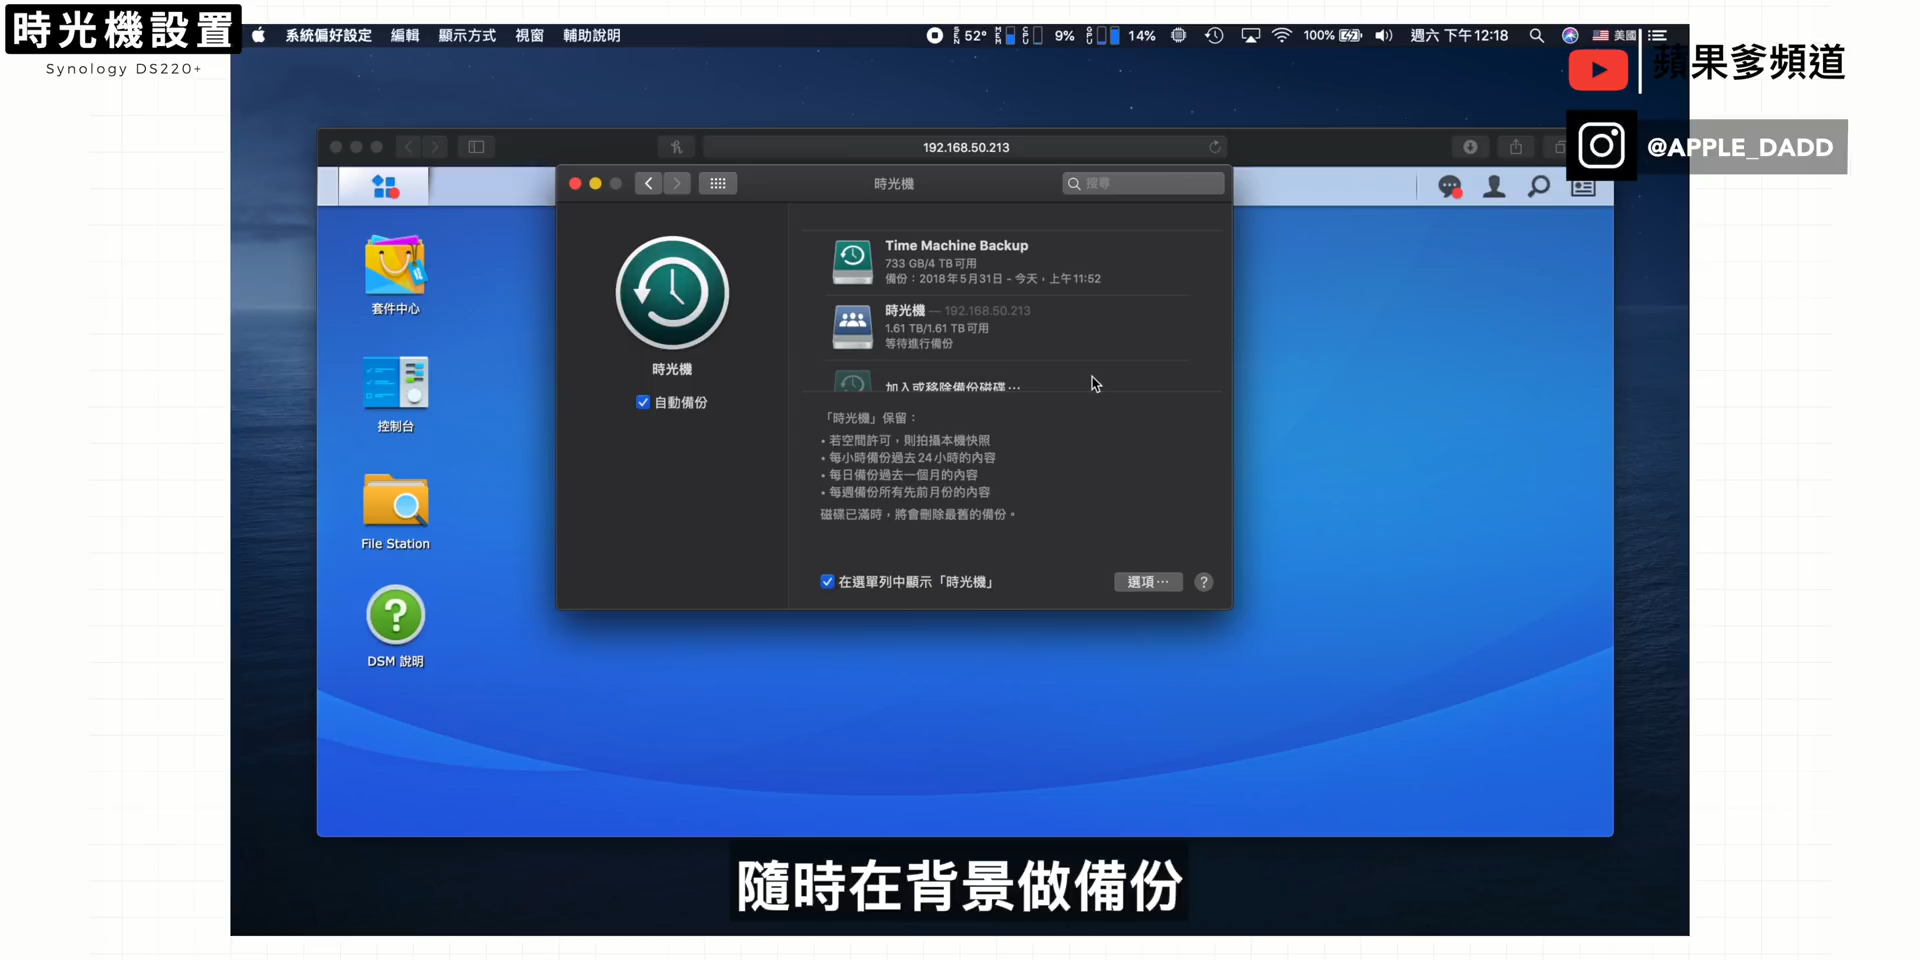 時光機設置
Synology DS220+
系統偏好設定 編輯 顯示方式 視窗 輔助說明
SEN 52° MEM CPU 9% GPU 14% 100% 週六 下午12:18 美國
蘋果爹頻道
@APPLE_DADD
192.168.50.213
時光機
搜尋
套件中心
控制台
File Station
DSM 說明
時光機
自動備份
Time Machine Backup
733 GB/4 TB可用
備份：2018年5月31日 - 今天，上午11:52
時光機 — 192.168.50.213
1.61 TB/1.61 TB可用
等待進行備份
加入或移除備份磁碟⋯
「時光機」保留：
• 若空間許可，則拍攝本機快照
• 每小時備份過去24小時的內容
• 每日備份過去一個月的內容
• 每週備份所有先前月份的內容
磁碟已滿時，將會刪除最舊的備份。
在選單列中顯示「時光機」
選項⋯
?
隨時在背景做備份